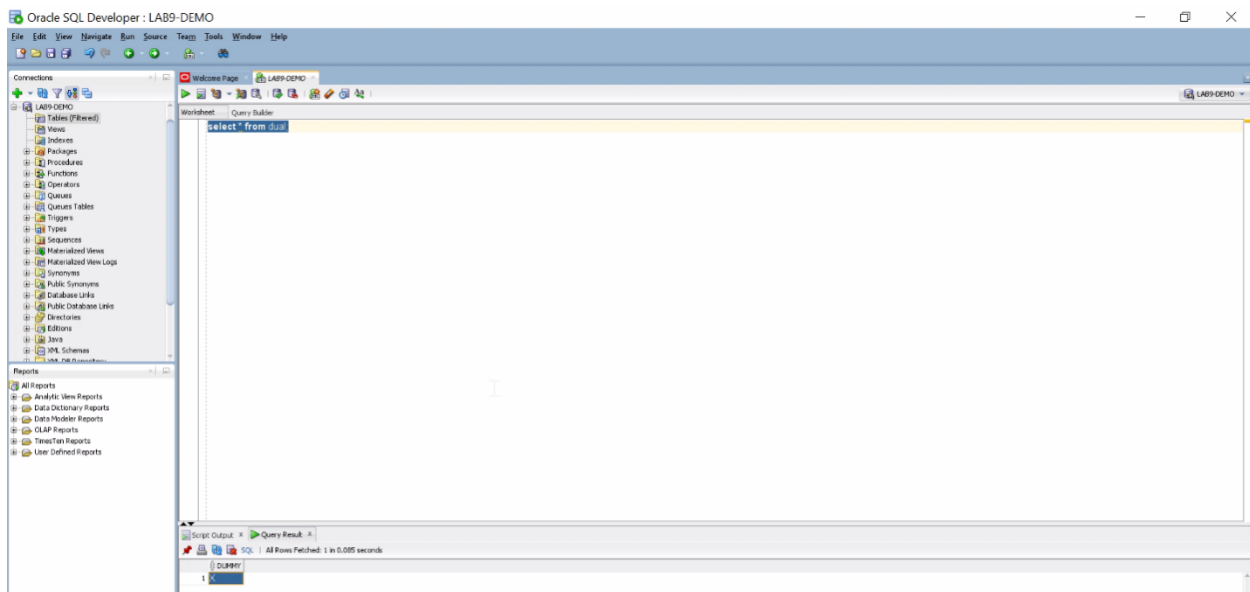 Oracle SQL Developer : LAB9-DEMO
File Edit View Navigate Run Source Team Tools Window Help
Connections
LAB9-DEMO
Tables (Filtered)
Views
Indexes
Packages
Procedures
Functions
Operators
Queues
Queues Tables
Triggers
Types
Sequences
Materialized Views
Materialized View Logs
Synonyms
Public Synonyms
Database Links
Public Database Links
Directories
Editions
Java
XML Schemas
XML DB Repository
Reports
All Reports
Analytic View Reports
Data Dictionary Reports
Data Modeler Reports
OLAP Reports
TimesTen Reports
User Defined Reports
Welcome Page LAB9-DEMO
LAB9-DEMO
Worksheet Query Builder
select * from dual
Script Output x Query Result x
SQL | All Rows Fetched: 1 in 0.085 seconds
DUMMY
1 X